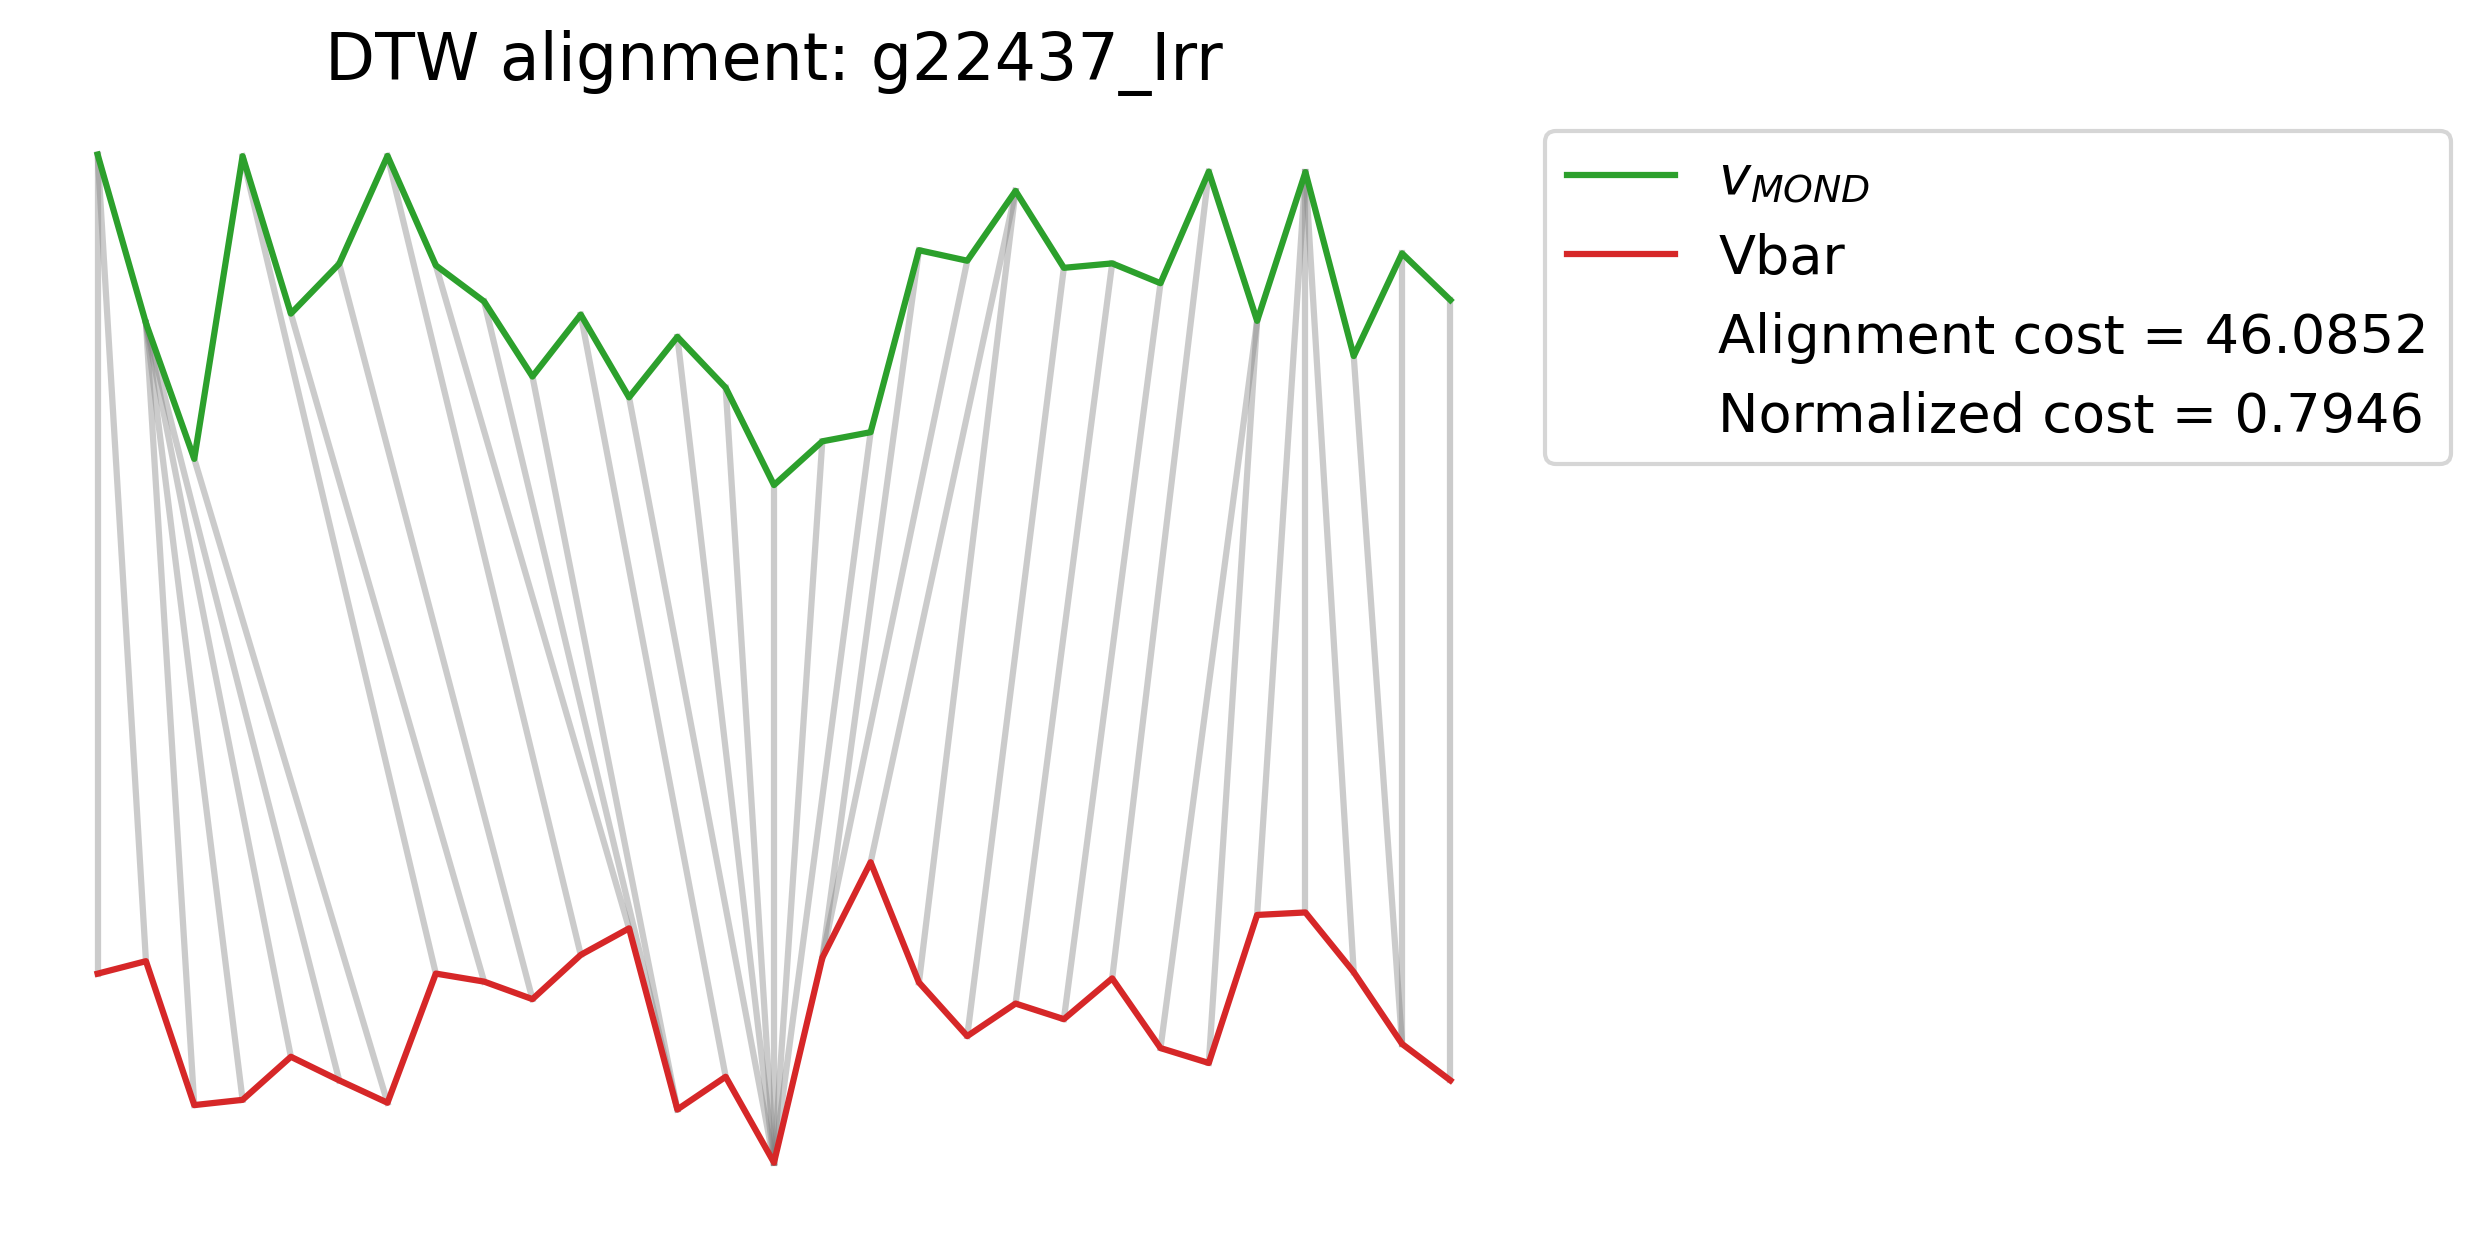 DTW alignment: g22437_Irr
v_MOND
Vbar
Alignment cost = 46.0852
Normalized cost = 0.7946